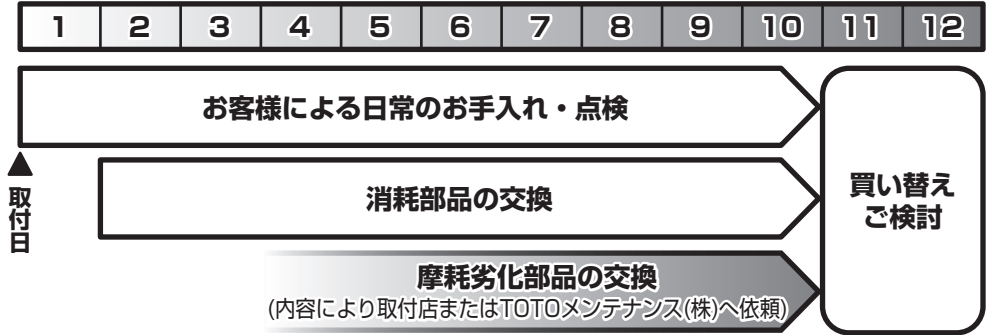 1 2 3 4 5 6 7 8 9 10 11 12
お客様による日常のお手入れ・点検
取付日
消耗部品の交換
買い替え
ご検討
摩耗劣化部品の交換
(内容により取付店またはTOTOメンテナンス(株)へ依頼)